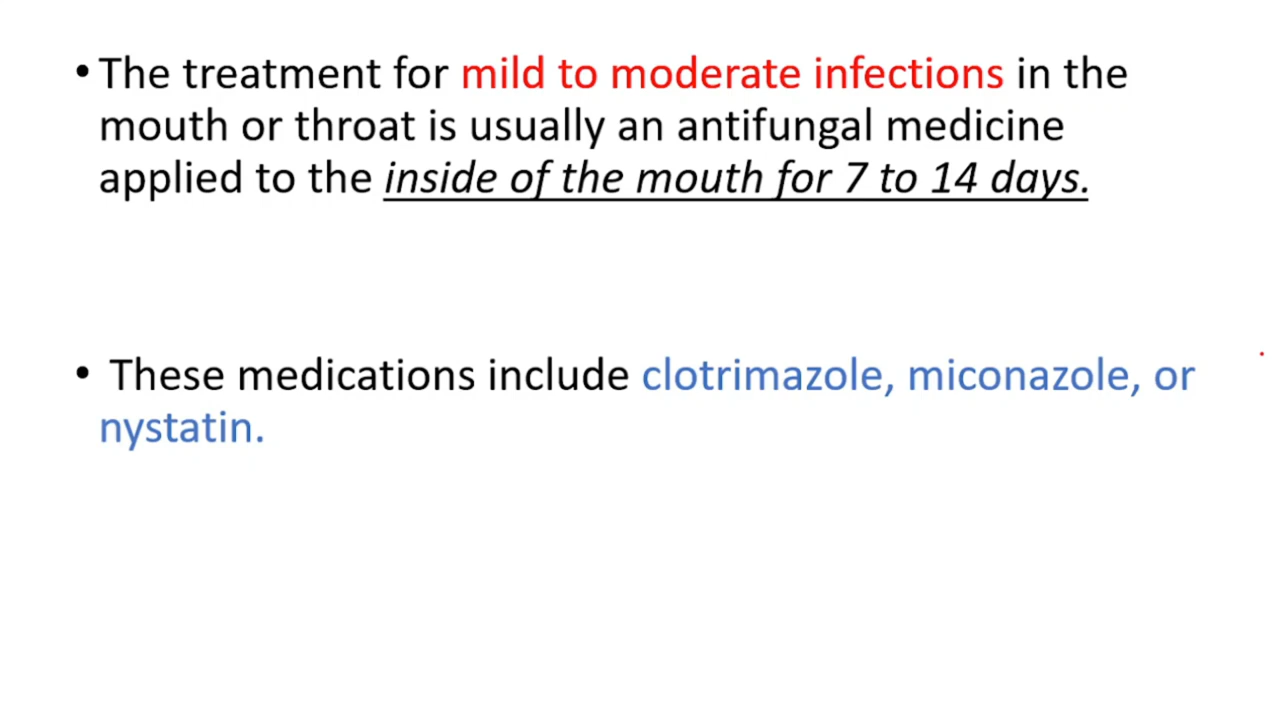 • The treatment for mild to moderate infections in the
mouth or throat is usually an antifungal medicine
applied to the inside of the mouth for 7 to 14 days.
• These medications include clotrimazole, miconazole, or
nystatin.